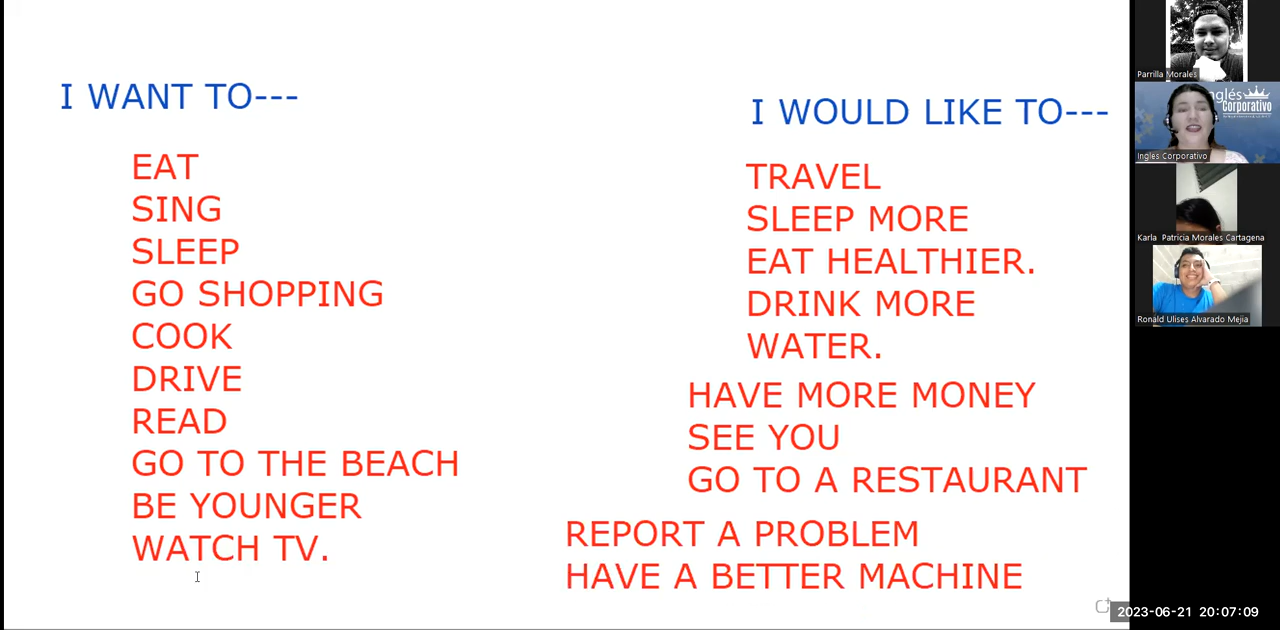 I WANT TO---
EAT
SING
SLEEP
GO SHOPPING
COOK
DRIVE
READ
GO TO THE BEACH
BE YOUNGER
WATCH TV.
I WOULD LIKE TO---
TRAVEL
SLEEP MORE
EAT HEALTHIER.
DRINK MORE
WATER.
HAVE MORE MONEY
SEE YOU
GO TO A RESTAURANT
REPORT A PROBLEM
HAVE A BETTER MACHINE
Parrilla Morales
nglés
Corporativo
Ingles Corporativo
Karla Patricia Morales Cartagena
Ronald Ulises Alvarado Mejia
2023-06-21 20:07:09